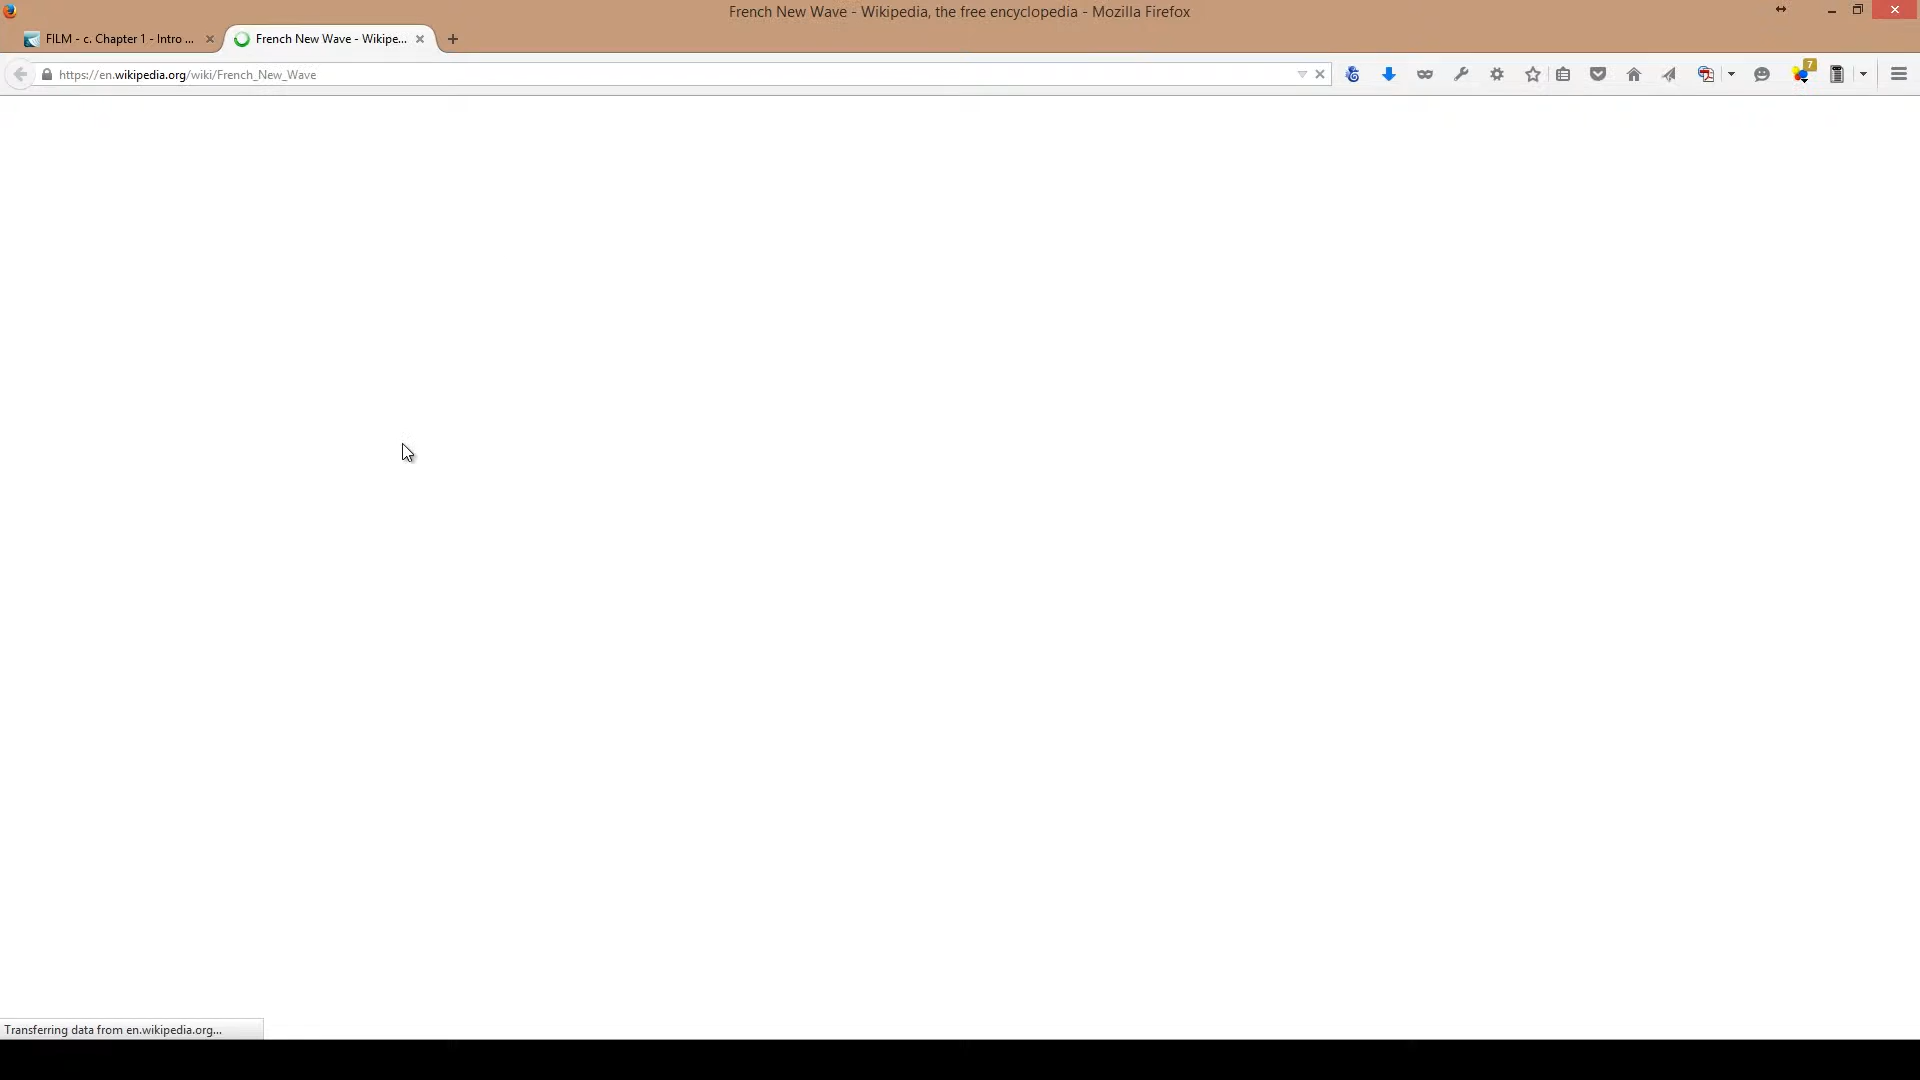 French New Wave - Wikipedia, the free encyclopedia - Mozilla Firefox
FILM - c. Chapter 1 - Intro ...
French New Wave - Wikipe...
https://en.wikipedia.org/wiki/French_New_Wave
7
Transferring data from en.wikipedia.org...